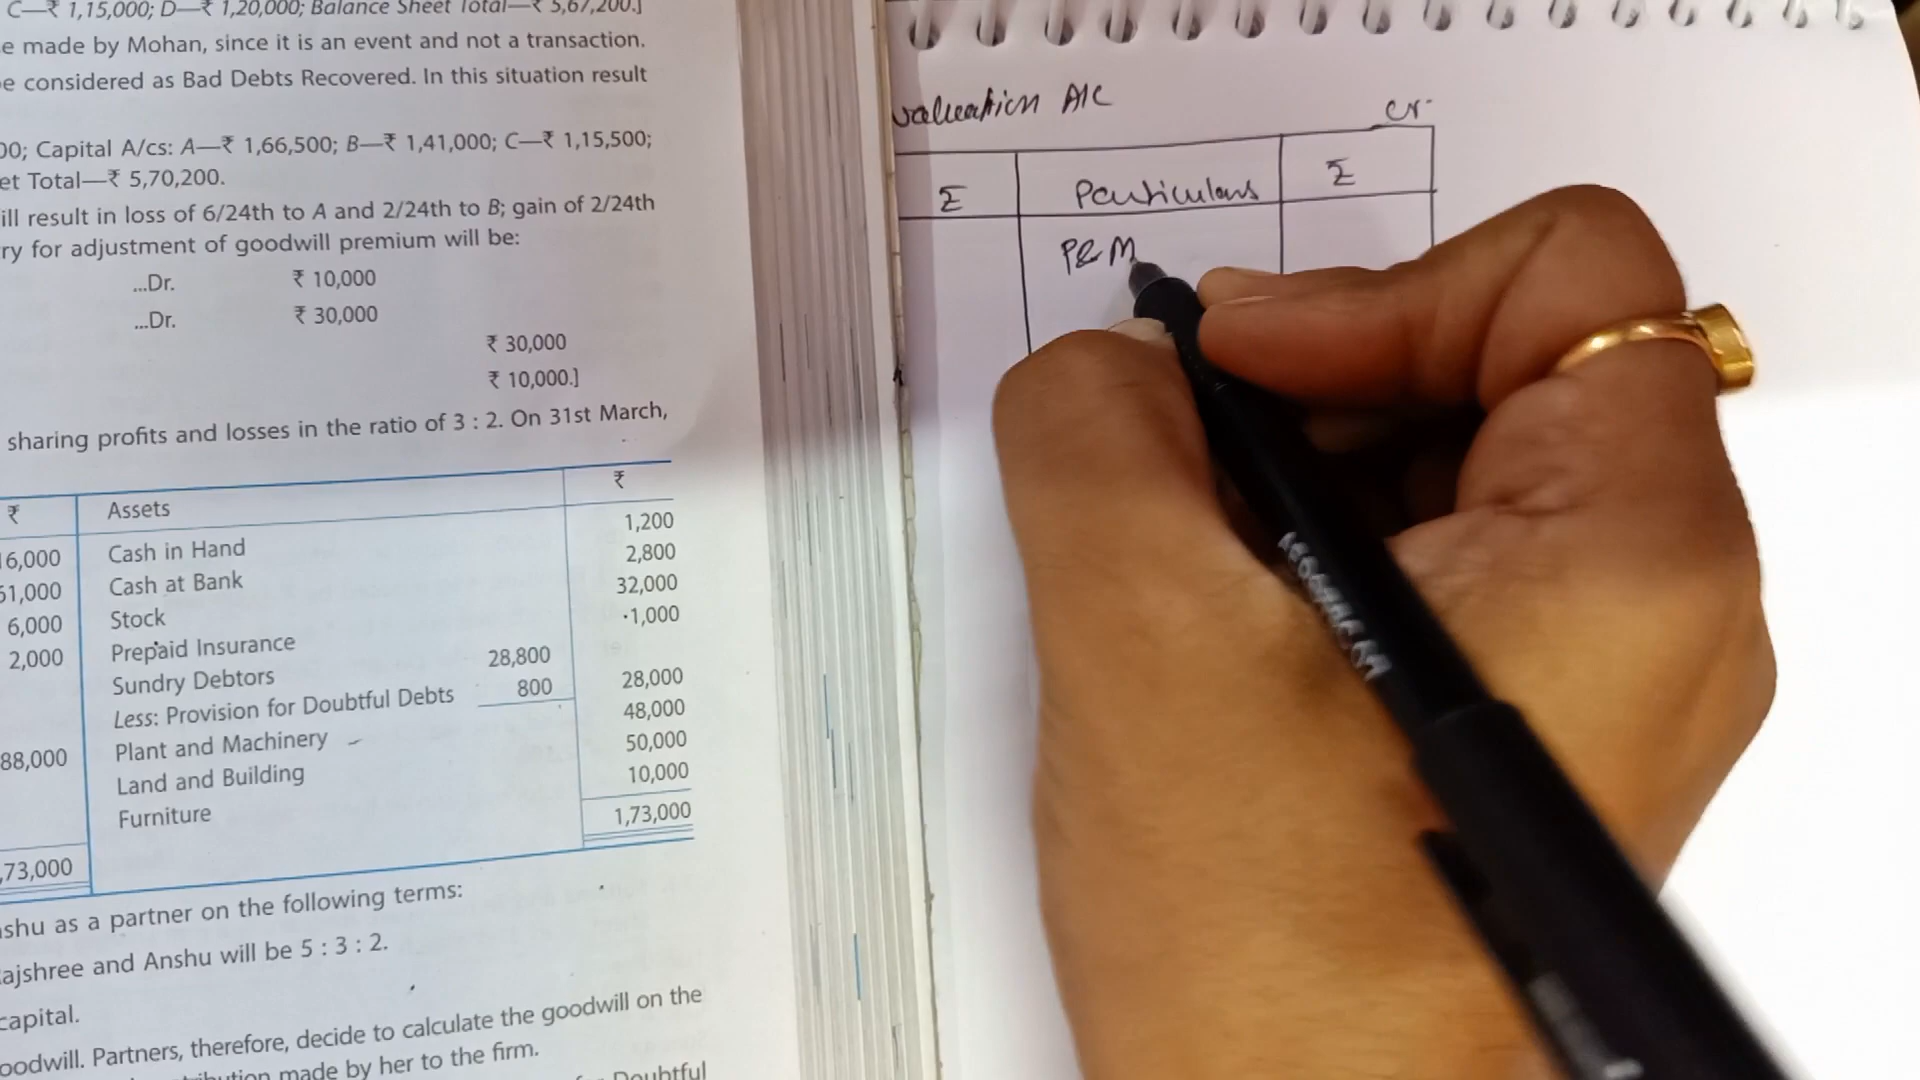 C—₹ 1,15,000; D—₹ 1,20,000; Balance Sheet Total—₹ 5,67,200.]
e made by Mohan, since it is an event and not a transaction.
e considered as Bad Debts Recovered. In this situation result
00; Capital A/cs: A—₹ 1,66,500; B—₹ 1,41,000; C—₹ 1,15,500;
et Total—₹ 5,70,200.
ill result in loss of 6/24th to A and 2/24th to B; gain of 2/24th
ry for adjustment of goodwill premium will be:
...Dr. ₹ 10,000
...Dr. ₹ 30,000
₹ 30,000
₹ 10,000.]
sharing profits and losses in the ratio of 3 : 2. On 31st March,
₹ Assets ₹
16,000 Cash in Hand 1,200
61,000 Cash at Bank 2,800
6,000 Stock 32,000
2,000 Prepaid Insurance 1,000
Sundry Debtors 28,800
Less: Provision for Doubtful Debts 800 28,000
88,000 Plant and Machinery 48,000
Land and Building 50,000
Furniture 10,000
,73,000 1,73,000
nshu as a partner on the following terms:
ajshree and Anshu will be 5 : 3 : 2.
capital.
oodwill. Partners, therefore, decide to calculate the goodwill on the
made by her to the firm.
Doubtful
valuation A/c
Cr.
₹ Particulars ₹
P& M